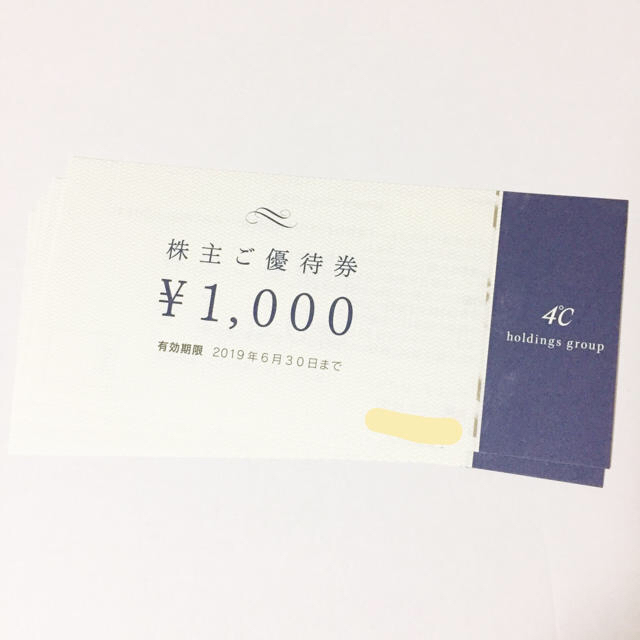 株主ご優待券
¥1,000
有効期限 2019年6月30日まで
4℃
holdings group